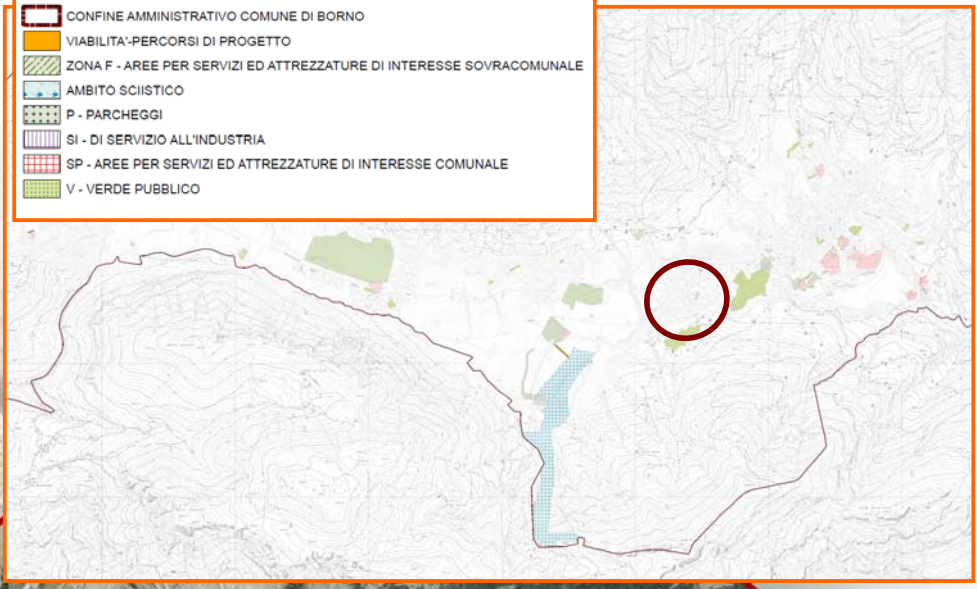 CONFINE AMMINISTRATIVO COMUNE DI BORNO
VIABILITA'-PERCORSI DI PROGETTO
ZONA F - AREE PER SERVIZI ED ATTREZZATURE DI INTERESSE SOVRACOMUNALE
AMBITO SCIISTICO
P - PARCHEGGI
SI - DI SERVIZIO ALL'INDUSTRIA
SP - AREE PER SERVIZI ED ATTREZZATURE DI INTERESSE COMUNALE
V - VERDE PUBBLICO